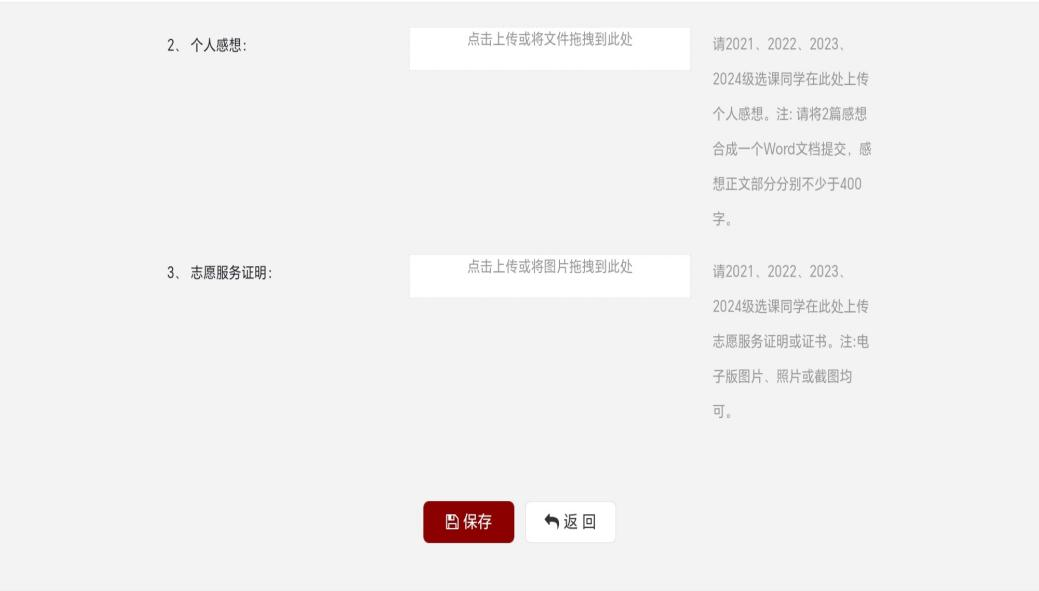 2、 个人感想:
点击上传或将文件拖拽到此处
请2021、2022、2023、
2024级选课同学在此处上传
个人感想。注: 请将2篇感想
合成一个Word文档提交，感
想正文部分分别不少于400
字。
3、 志愿服务证明:
点击上传或将图片拖拽到此处
请2021、2022、2023、
2024级选课同学在此处上传
志愿服务证明或证书。注:电
子版图片、照片或截图均
可。
保存
返 回